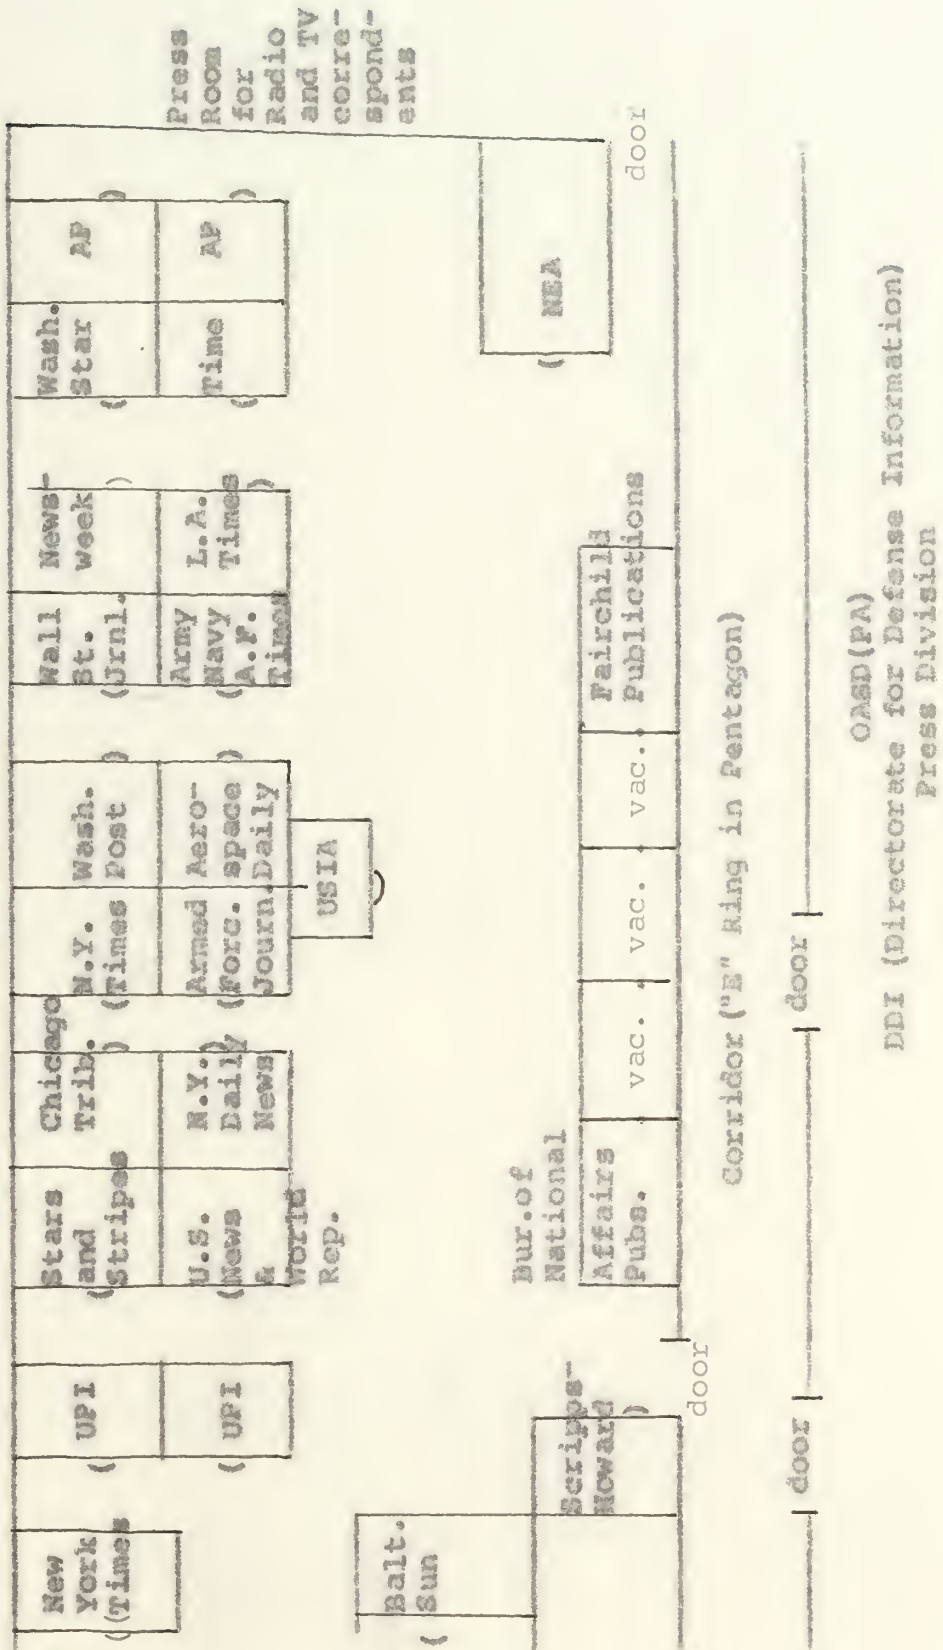 Press
Room
for
Radio
and TV
corre-
spond-
ents
AP
AP
Wash.
Star
(
Time
(
News-
week
L.A.
Times
Wall
St.
(Jrnl.
Army
Navy
(A.F.
Times
Wash.
Post
Aero-
space
Daily
N.Y.
(Times
Armed
(Forc.
Journ.
USIA
Chicago
Trib.
N.Y.
Daily
News
Stars
and
(Stripes
U.S.
(News
&
World
Rep.
UPI
(
UPI
(
New
York
((Times
door
NEA
(
Fairchild
Publications
vac.
vac.
vac.
Bur.of
National
Affairs
Pubs.
door
Scripps-
Howard
Balt.
Sun
(
Corridor ("E" Ring in Pentagon)
door
door
OASD(PA)
DDI (Directorate for Defense Information)
Press Division